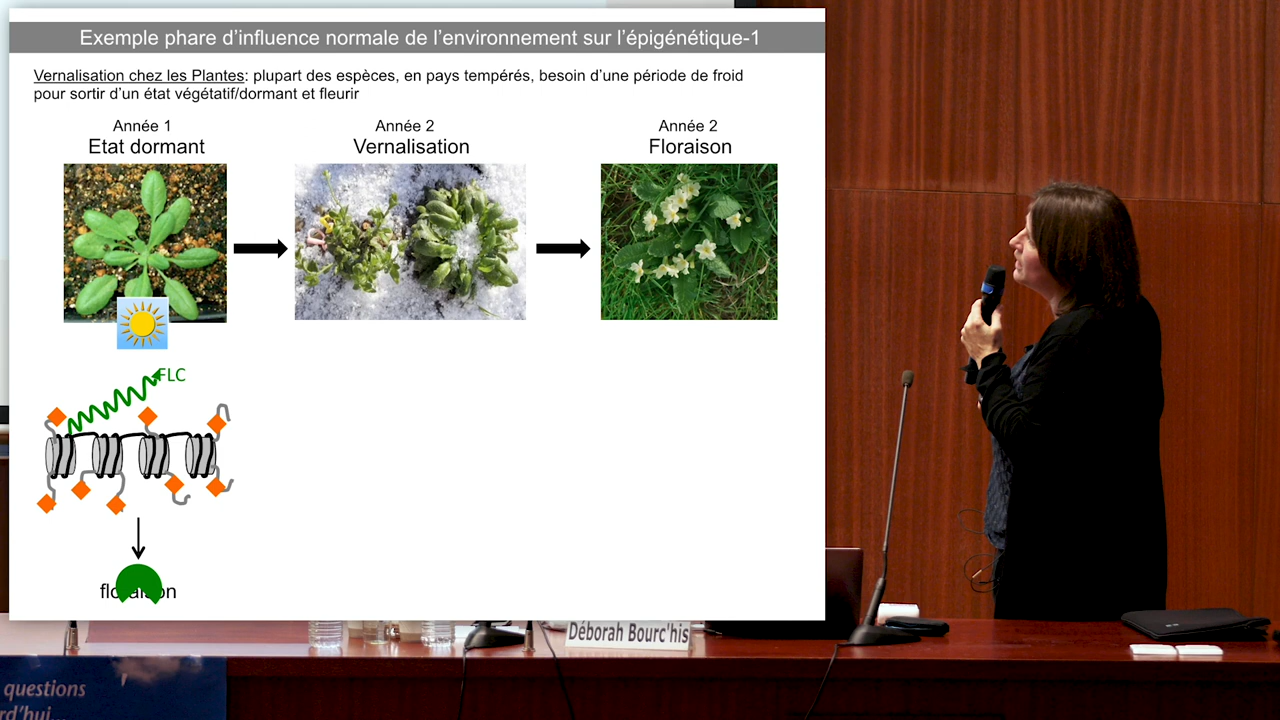 Exemple phare d’influence normale de l’environnement sur l’épigénétique-1
Vernalisation chez les Plantes: plupart des espèces, en pays tempérés, besoin d’une période de froid
pour sortir d’un état végétatif/dormant et fleurir
Année 1
Etat dormant
Année 2
Vernalisation
Année 2
Floraison
FLC
Déborah Bourc'his
questions
rd'hui...